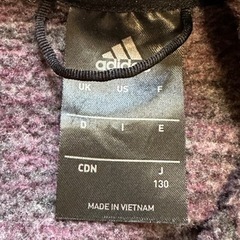 adidas
UK US F
D I E
CDN J
130
MADE IN VIETNAM